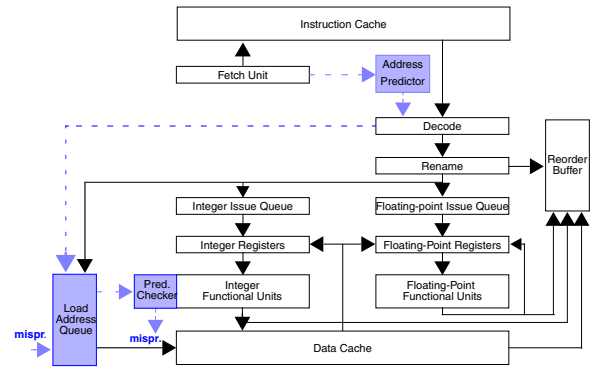 Instruction Cache
Fetch Unit
Address
Predictor
Decode
Rename
Reorder
Buffer
Integer Issue Queue
Floating-point Issue Queue
Integer Registers
Floating-Point Registers
Load
Address
Queue
Pred.
Checker
Integer
Functional Units
Floating-Point
Functional Units
mispr.
mispr.
Data Cache